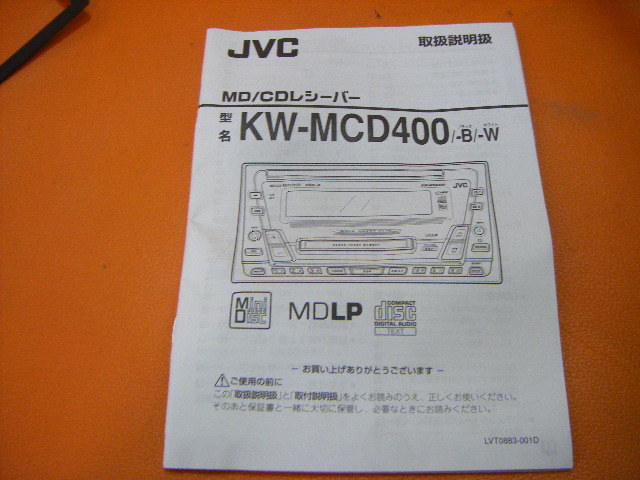 JVC
取扱説明扱
MD/CDレシーバー
型名 KW-MCD400/-B/-W
JVC
Mini Disc
MDLP
COMPACT disc DIGITAL AUDIO TEXT
― お買い上げありがとうございます ―
ご使用の前に
この「取扱説明扱」と「取付説明扱」をよくお読みのうえ、正しくお使いください。
そのあと保証書と一緒に大切に保管し、必要なときにお読みください。
LVT0883-001D